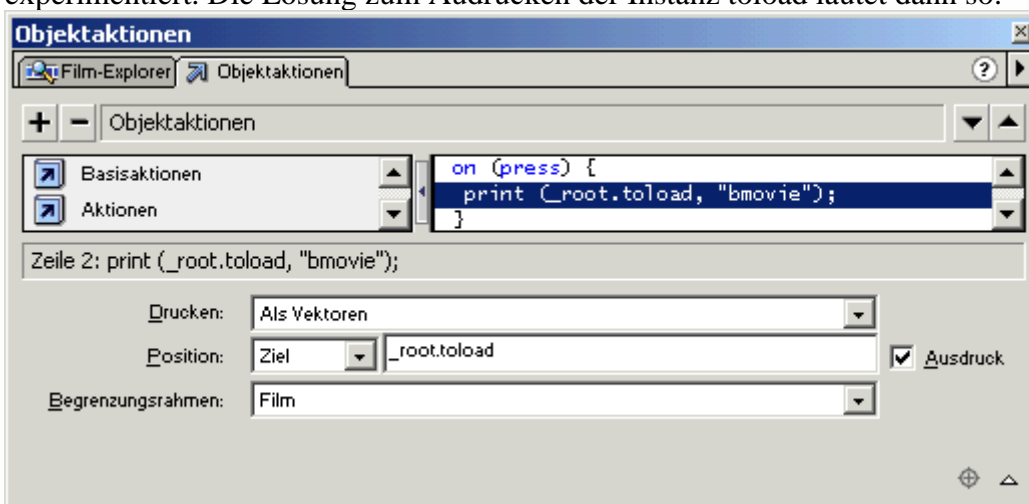 experimentiert. Die Lösung zum Audrucken der Instanz toload lautet dann so:
Objektaktionen
Film-Explorer Objektaktionen
Objektaktionen
Basisaktionen
Aktionen
on (press) {
print (_root.toload, "bmovie");
}
Zeile 2: print (_root.toload, "bmovie");
Drucken: Als Vektoren
Position: Ziel _root.toload Ausdruck
Begrenzungsrahmen: Film